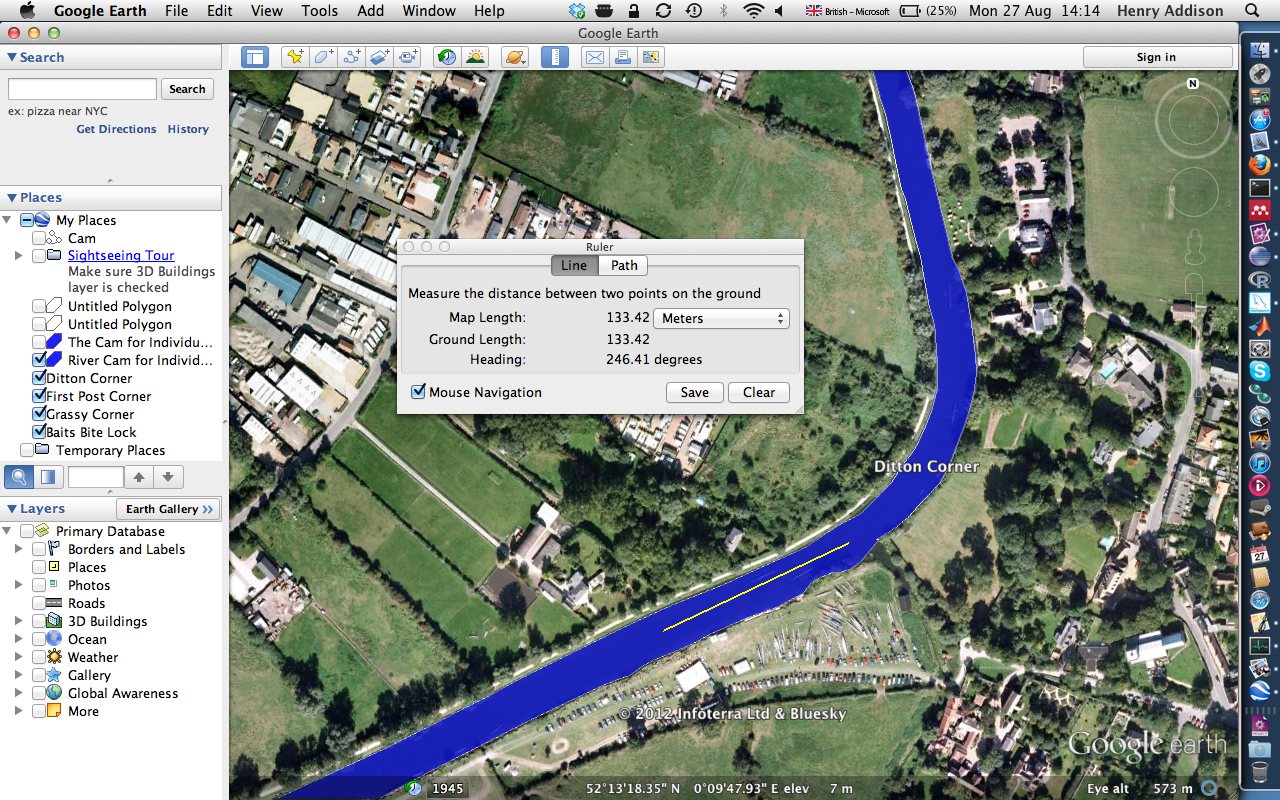 Google Earth File Edit View Tools Add Window Help British – Microsoft (25%) Mon 27 Aug 14:14 Henry Addison
Google Earth
Search
Search
ex: pizza near NYC
Get Directions History
Places
My Places
Cam
Sightseeing Tour
Make sure 3D Buildings
layer is checked
Untitled Polygon
Untitled Polygon
The Cam for Individu...
River Cam for Individ...
Ditton Corner
First Post Corner
Grassy Corner
Baits Bite Lock
Temporary Places
Layers Earth Gallery »
Primary Database
Borders and Labels
Places
Photos
Roads
3D Buildings
Ocean
Weather
Gallery
Global Awareness
More
Sign in
N
Ruler
Line Path
Measure the distance between two points on the ground
Map Length: 133.42 Meters
Ground Length: 133.42
Heading: 246.41 degrees
Mouse Navigation Save Clear
Ditton Corner
© 2012 Infoterra Ltd & Bluesky
Google earth
1945 52°13'18.35" N 0°09'47.93" E elev 7 m Eye alt 573 m
27